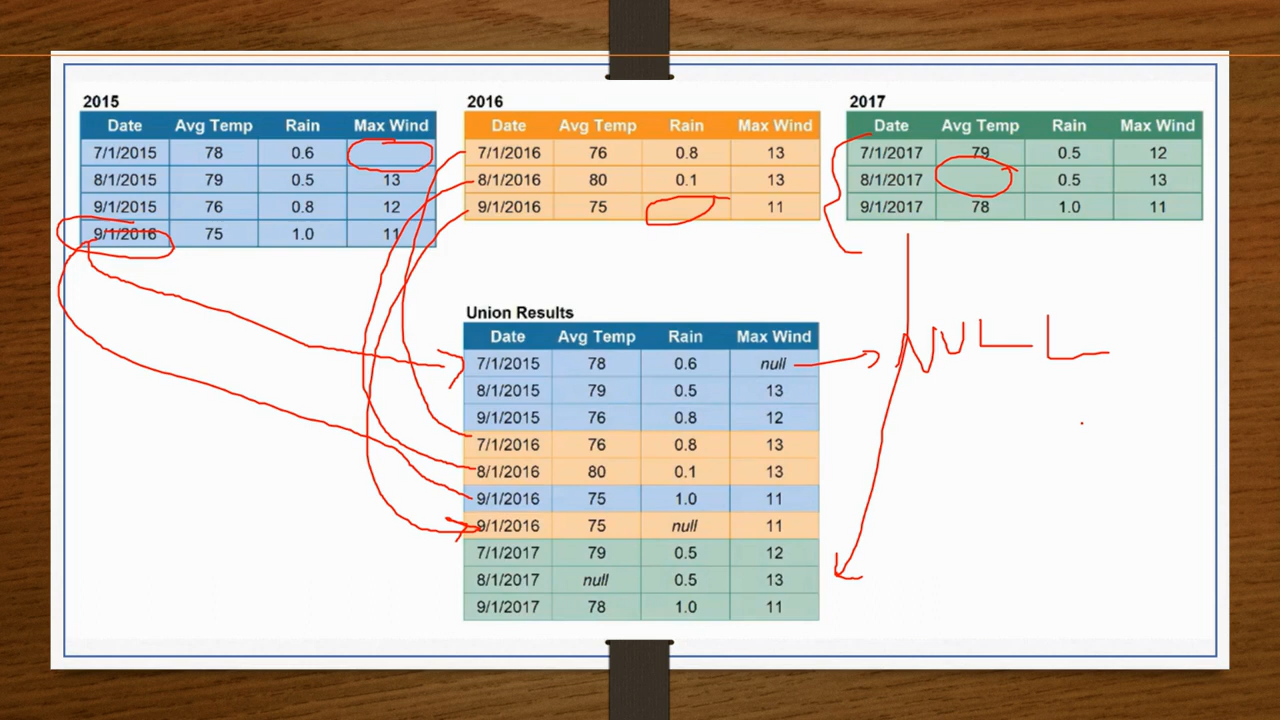 2015
Date Avg Temp Rain Max Wind
7/1/2015 78 0.6
8/1/2015 79 0.5 13
9/1/2015 76 0.8 12
9/1/2016 75 1.0 11
2016
Date Avg Temp Rain Max Wind
7/1/2016 76 0.8 13
8/1/2016 80 0.1 13
9/1/2016 75 11
2017
Date Avg Temp Rain Max Wind
7/1/2017 79 0.5 12
8/1/2017 0.5 13
9/1/2017 78 1.0 11
Union Results
Date Avg Temp Rain Max Wind
7/1/2015 78 0.6 null
8/1/2015 79 0.5 13
9/1/2015 76 0.8 12
7/1/2016 76 0.8 13
8/1/2016 80 0.1 13
9/1/2016 75 1.0 11
9/1/2016 75 null 11
7/1/2017 79 0.5 12
8/1/2017 null 0.5 13
9/1/2017 78 1.0 11
NULL